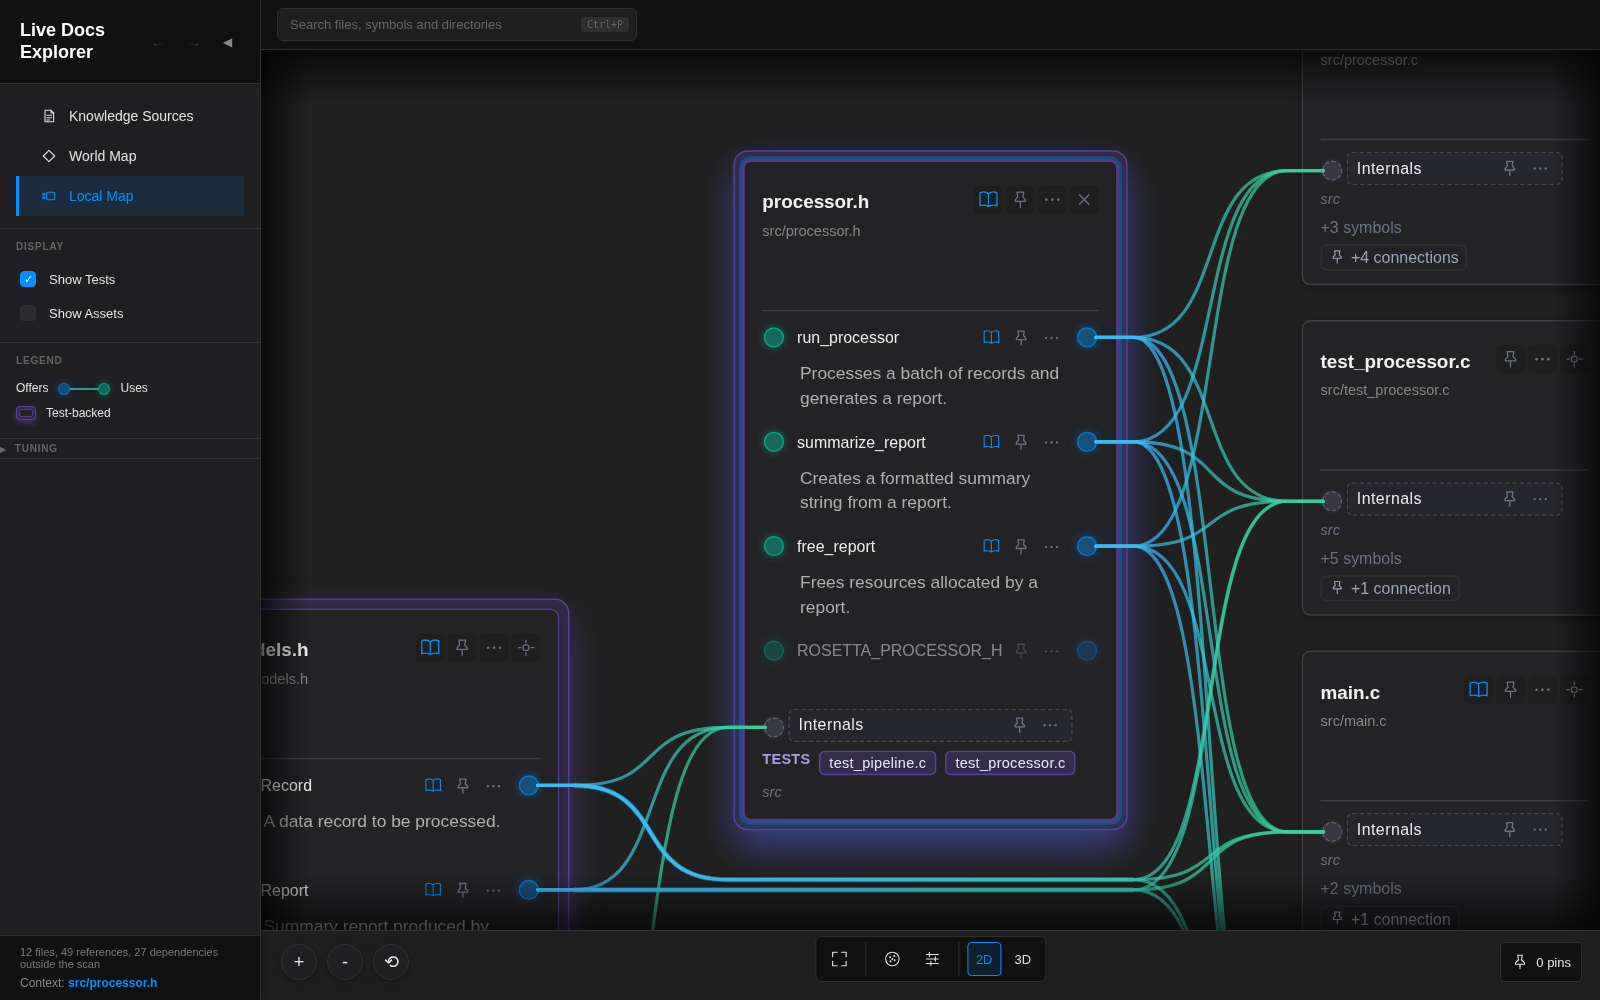 Live Docs
Explorer
Search files, symbols and directories
Ctrl+P
Knowledge Sources
World Map
Local Map
DISPLAY
Show Tests
Show Assets
LEGEND
Offers
Uses
Test-backed
TUNING
12 files, 49 references, 27 dependencies
outside the scan
Context: src/processor.h
dels.h
odels.h
Record
A data record to be processed.
Report
Summary report produced by
processor.h
src/processor.h
run_processor
Processes a batch of records and
generates a report.
summarize_report
Creates a formatted summary
string from a report.
free_report
Frees resources allocated by a
report.
ROSETTA_PROCESSOR_H
Internals
TESTS test_pipeline.c test_processor.c
src
src/processor.c
Internals
src
+3 symbols
+4 connections
test_processor.c
src/test_processor.c
Internals
src
+5 symbols
+1 connection
main.c
src/main.c
Internals
src
+2 symbols
+1 connection
+ - ⟲
2D 3D
0 pins